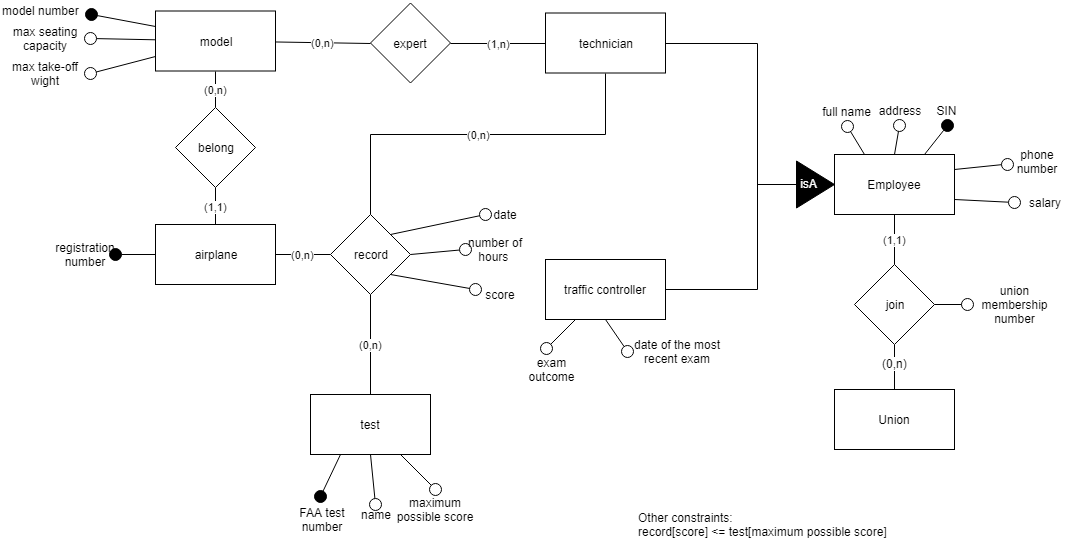 model number
max seating
capacity
max take-off
wight
model
(0,n)
expert
(1,n)
technician
(0,n)
belong
(1,1)
(0,n)
full name
address
SIN
phone
number
isA
Employee
salary
registration
number
airplane
(0,n)
record
date
number of
hours
score
(1,1)
traffic controller
join
union
membership
number
exam
outcome
date of the most
recent exam
(0,n)
(0,n)
test
Union
FAA test
number
name
maximum
possible score
Other constraints:
record[score] <= test[maximum possible score]